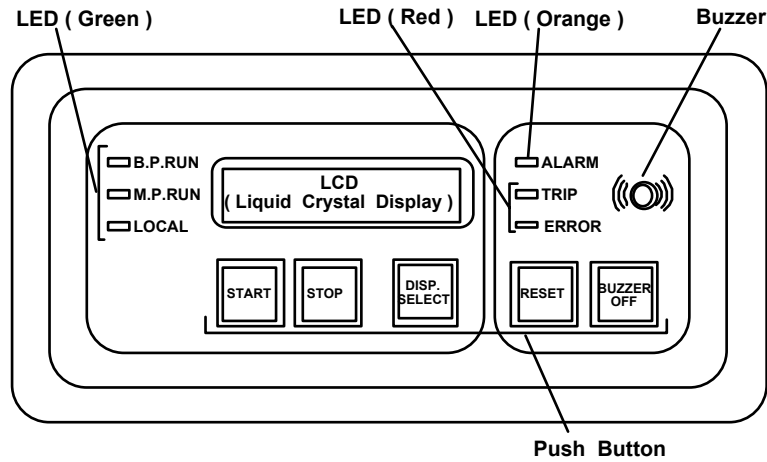 LED ( Green )
LED ( Red )
LED ( Orange )
Buzzer
B.P.RUN
M.P.RUN
LOCAL
LCD
( Liquid Crystal Display )
ALARM
TRIP
ERROR
START
STOP
DISP.
SELECT
RESET
BUZZER
OFF
Push Button